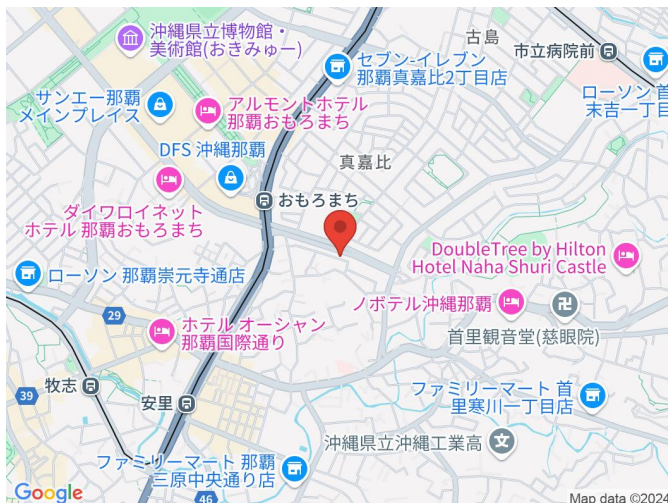 沖縄県立博物館・
美術館(おきみゅー)
古島
市立病院前
セブン-イレブン
那覇真嘉比2丁目店
ローソン 首
末吉一丁目
サンエー那覇
メインプレイス
アルモントホテル
那覇おもろまち
DFS 沖縄那覇
真嘉比
おもろまち
ダイワロイネット
ホテル 那覇おもろまち
DoubleTree by Hilton
Hotel Naha Shuri Castle
ローソン 那覇崇元寺通店
ノボテル沖縄那覇
29
ホテル オーシャン
那覇国際通り
首里観音堂(慈眼院)
牧志
39
安里
ファミリーマート 首
里寒川一丁目店
沖縄県立沖縄工業高
ファミリーマート 那覇
三原中央通り店
46
Google
Map data ©2024